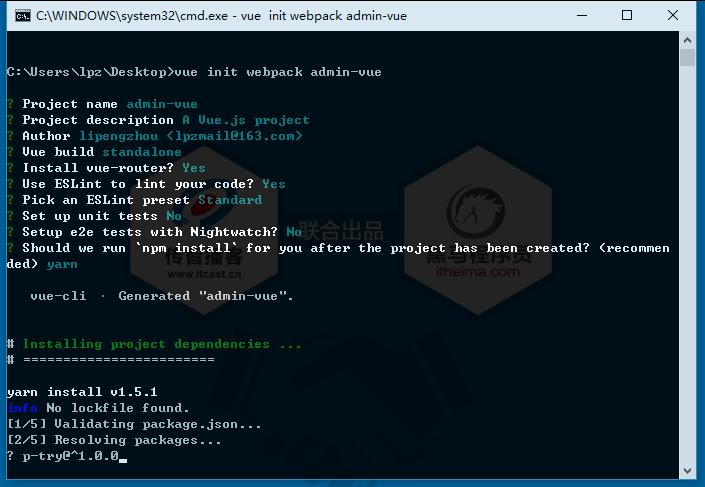 C:\WINDOWS\system32\cmd.exe - vue  init webpack admin-vue
C:\Users\lpz\Desktop>vue init webpack admin-vue
? Project name admin-vue
? Project description A Vue.js project
? Author lipengzhou <lpzmail@163.com>
? Vue build standalone
? Install vue-router? Yes
? Use ESLint to lint your code? Yes
? Pick an ESLint preset Standard
? Set up unit tests No
? Setup e2e tests with Nightwatch? No
? Should we run `npm install` for you after the project has been created? (recommen
ded) yarn
联合出品
传智播客
www.itcast.cn
黑马程序员
itheima.com
vue-cli · Generated "admin-vue".
# Installing project dependencies ...
# ========================
yarn install v1.5.1
info No lockfile found.
[1/5] Validating package.json...
[2/5] Resolving packages...
? p-try@^1.0.0